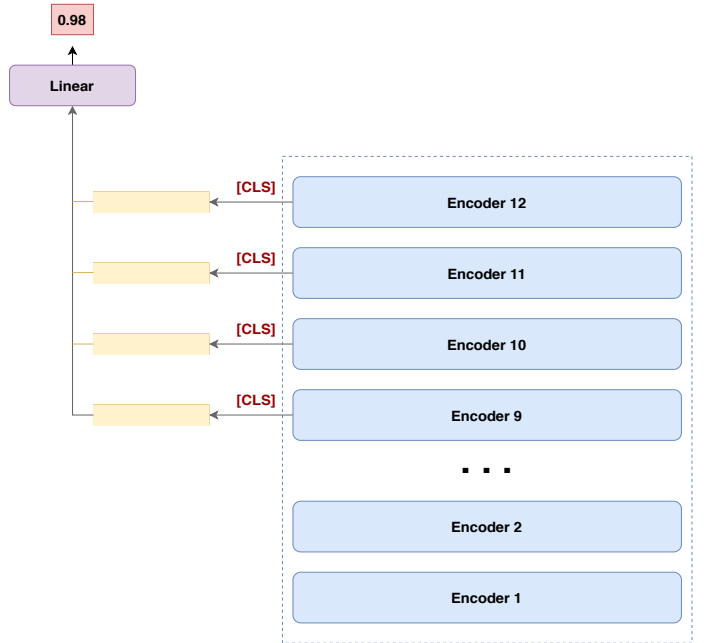 0.98
Linear
[CLS]
Encoder 12
[CLS]
Encoder 11
[CLS]
Encoder 10
[CLS]
Encoder 9
. . .
Encoder 2
Encoder 1